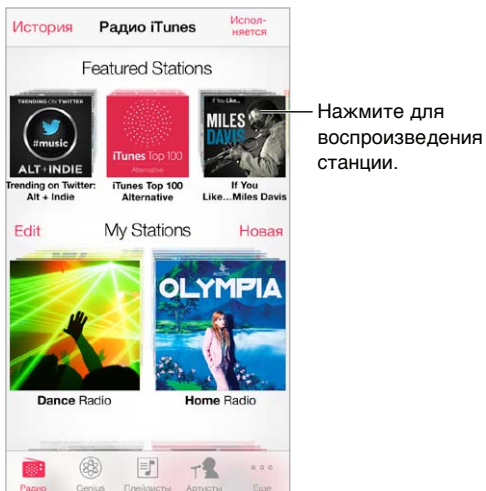 История
Радио iTunes
Испол-
няется
Featured Stations
TRENDING ON TWITTER
#music
ALT+INDIE
iTunes Top 100
Alternative
If You Like...
MILES
DAVIS
Нажмите для
воспроизведения
станции.
Trending on Twitter:
Alt + Indie
iTunes Top 100
Alternative
If You
Like...Miles Davis
Edit
My Stations
Новая
AUSTRA
OLYMPIA
Dance Radio
Home Radio
Радио
Genius
Плейлисты
Артисты
Еще